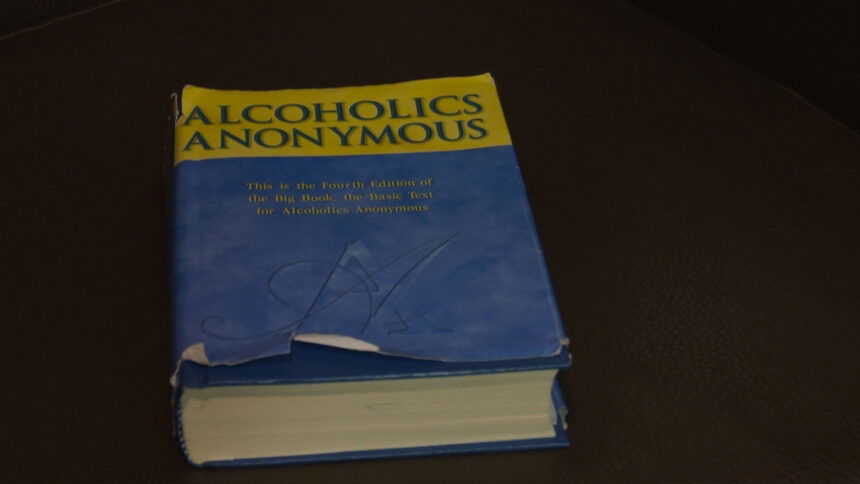 ALCOHOLICS
ANONYMOUS
This is the Fourth Edition of
the Big Book, the Basic Text
for Alcoholics Anonymous